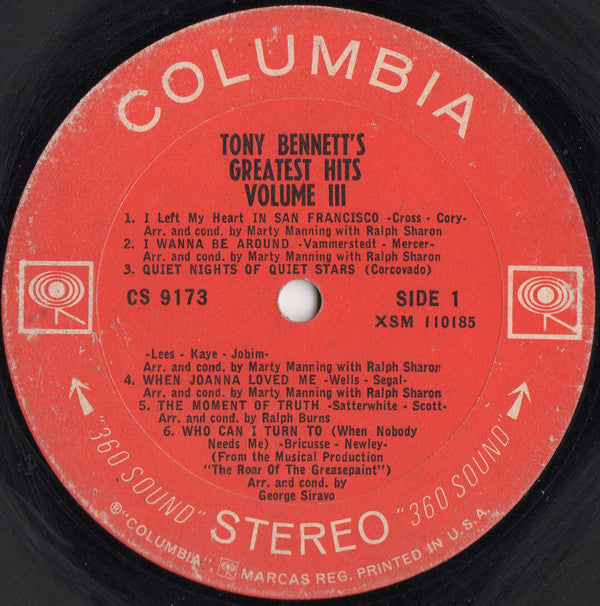 COLUMBIA
TONY BENNETT'S
GREATEST HITS
VOLUME III
1. I Left My Heart IN SAN FRANCISCO -Cross - Cory-
Arr. and cond. by Marty Manning with Ralph Sharon
2. I WANNA BE AROUND -Vammerstedt - Mercer-
Arr. and cond. by Marty Manning with Ralph Sharon
3. QUIET NIGHTS OF QUIET STARS (Corcovado)
CS 9173
SIDE 1
XSM 110185
-Lees - Kaye - Jobim-
Arr. and cond. by Marty Manning with Ralph Sharon
4. WHEN JOANNA LOVED ME -Wells - Segal-
Arr. and cond. by Marty Manning with Ralph Sharon
5. THE MOMENT OF TRUTH -Satterwhite - Scott-
Arr. and cond. by Ralph Burns
6. WHO CAN I TURN TO (When Nobody
Needs Me) -Bricusse - Newley-
(From the Musical Production
"The Roar Of The Greasepaint")
Arr. and cond. by
George Siravo
"360 SOUND" STEREO "360 SOUND"
® "COLUMBIA", MARCAS REG. PRINTED IN U.S.A.